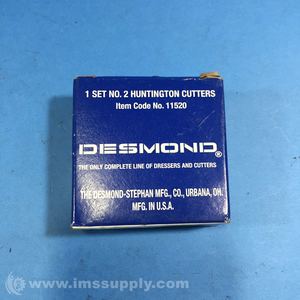 1 SET NO. 2 HUNTINGTON CUTTERS
Item Code No. 11520
DESMOND®
THE ONLY COMPLETE LINE OF DRESSERS AND CUTTERS
THE DESMOND-STEPHAN MFG., CO., URBANA, OH.
MFG. IN U.S.A.
© www.imssupply.com